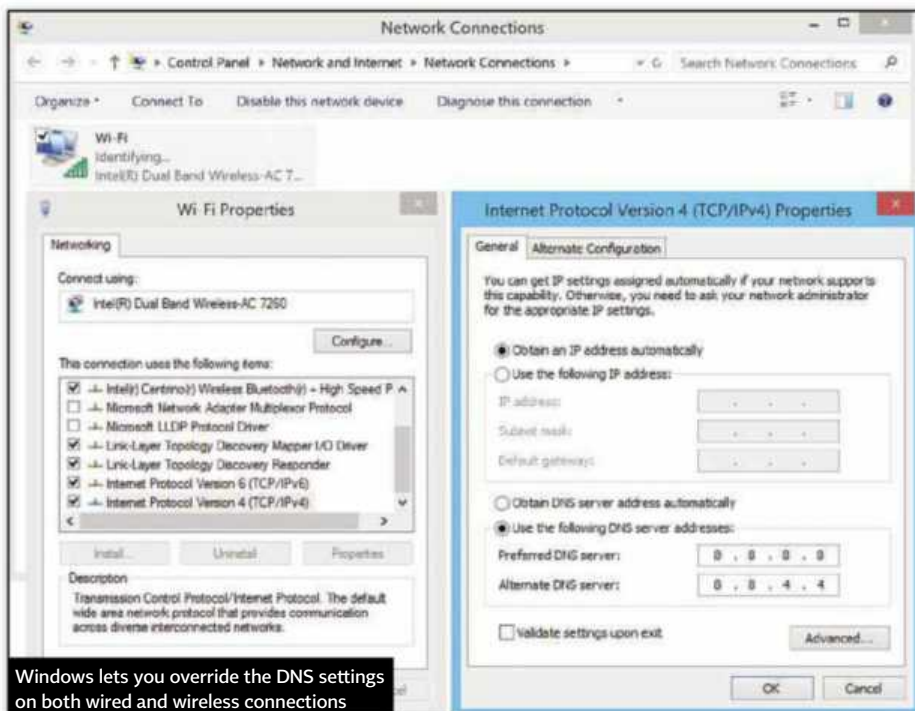 Network Connections
Control Panel ▸ Network and Internet ▸ Network Connections ▸
Search Network Connections
Organize
Connect To
Disable this network device
Diagnose this connection
Wi-Fi
Identifying...
Intel(R) Dual Band Wireless-AC 7...
Wi Fi Properties
Networking
Connect using:
Intel(R) Dual Band Wireless-AC 7260
Configure...
This connection uses the following items:
Intel(r) Centrino(r) Wireless Bluetooth(r) + High Speed P
Microsoft Network Adapter Multiplexor Protocol
Microsoft LLDP Protocol Driver
Link-Layer Topology Discovery Mapper I/O Driver
Link-Layer Topology Discovery Responder
Internet Protocol Version 6 (TCP/IPv6)
Internet Protocol Version 4 (TCP/IPv4)
Install...
Uninstall
Properties
Description
Transmission Control Protocol/Internet Protocol. The default
wide area network protocol that provides communication
across diverse interconnected networks.
Internet Protocol Version 4 (TCP/IPv4) Properties
General
Alternate Configuration
You can get IP settings assigned automatically if your network supports
this capability. Otherwise, you need to ask your network administrator
for the appropriate IP settings.
Obtain an IP address automatically
Use the following IP address:
IP address:
Subnet mask:
Default gateway:
Obtain DNS server address automatically
Use the following DNS server addresses:
Preferred DNS server:
8 . 8 . 8 . 8
Alternate DNS server:
8 . 8 . 4 . 4
Validate settings upon exit
Advanced...
OK
Cancel
Windows lets you override the DNS settings
on both wired and wireless connections